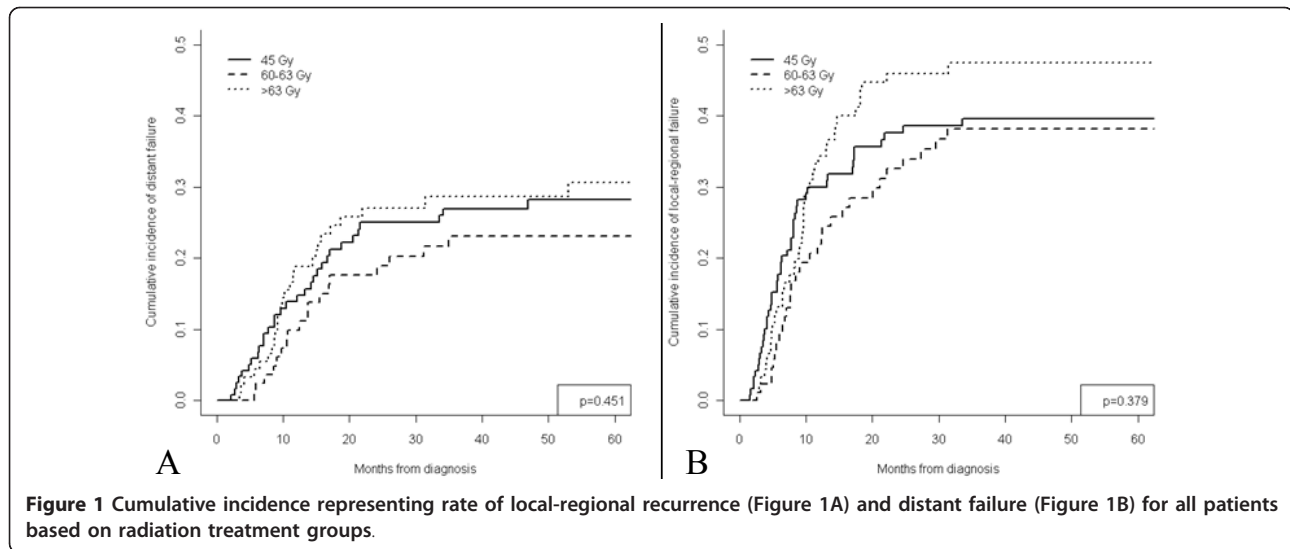 0.5
0.4
0.3
0.2
0.1
0.0
Cumulative incidence of distant failure
45 Gy
60-63 Gy
>63 Gy
p=0.451
0 10 20 30 40 50 60
Months from diagnosis
A
0.5
0.4
0.3
0.2
0.1
0.0
Cumulative incidence of local-regional failure
45 Gy
60-63 Gy
>63 Gy
p=0.379
0 10 20 30 40 50 60
Months from diagnosis
B
Figure 1 Cumulative incidence representing rate of local-regional recurrence (Figure 1A) and distant failure (Figure 1B) for all patients
based on radiation treatment groups.